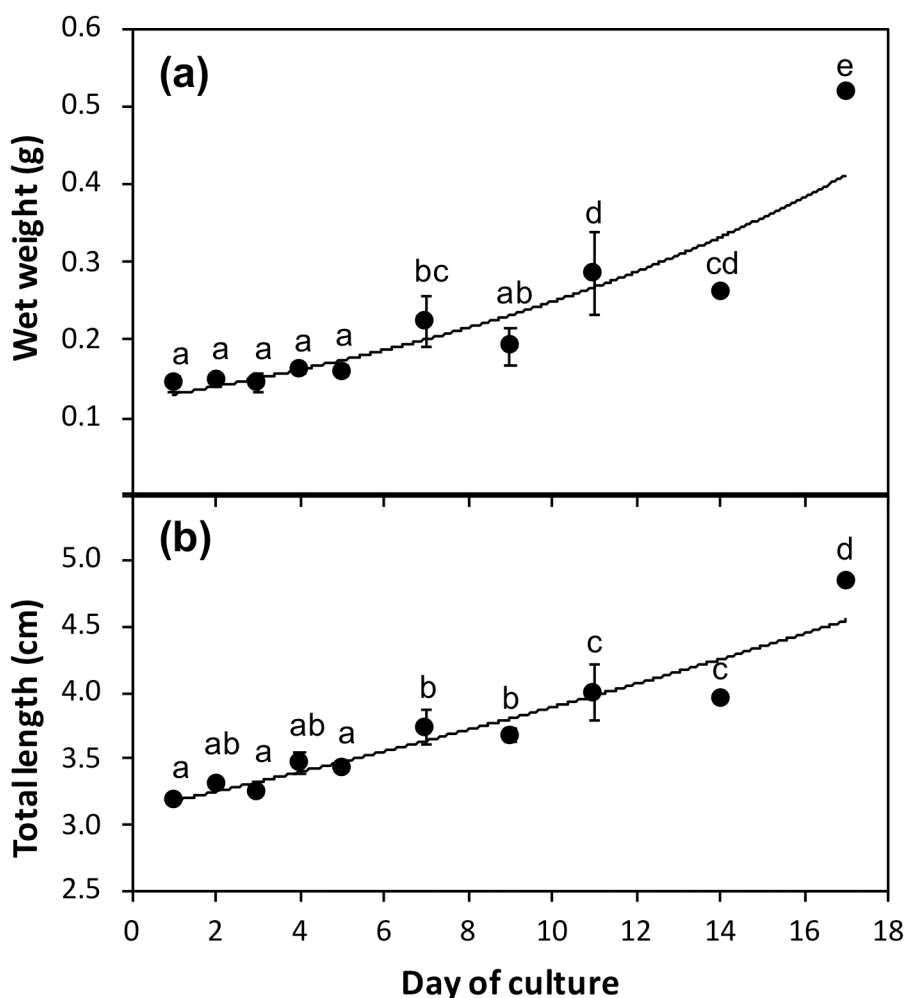 0.6
(a)
e
0.5
Wet weight (g)
0.4
d
0.3
bc
cd
ab
0.2
a a a a a
0.1
(b)
5.0
d
Total length (cm)
4.5
c
4.0
c
b
b
ab
ab
a
a
a
3.5
3.0
2.5
0 2 4 6 8 10 12 14 16 18
Day of culture